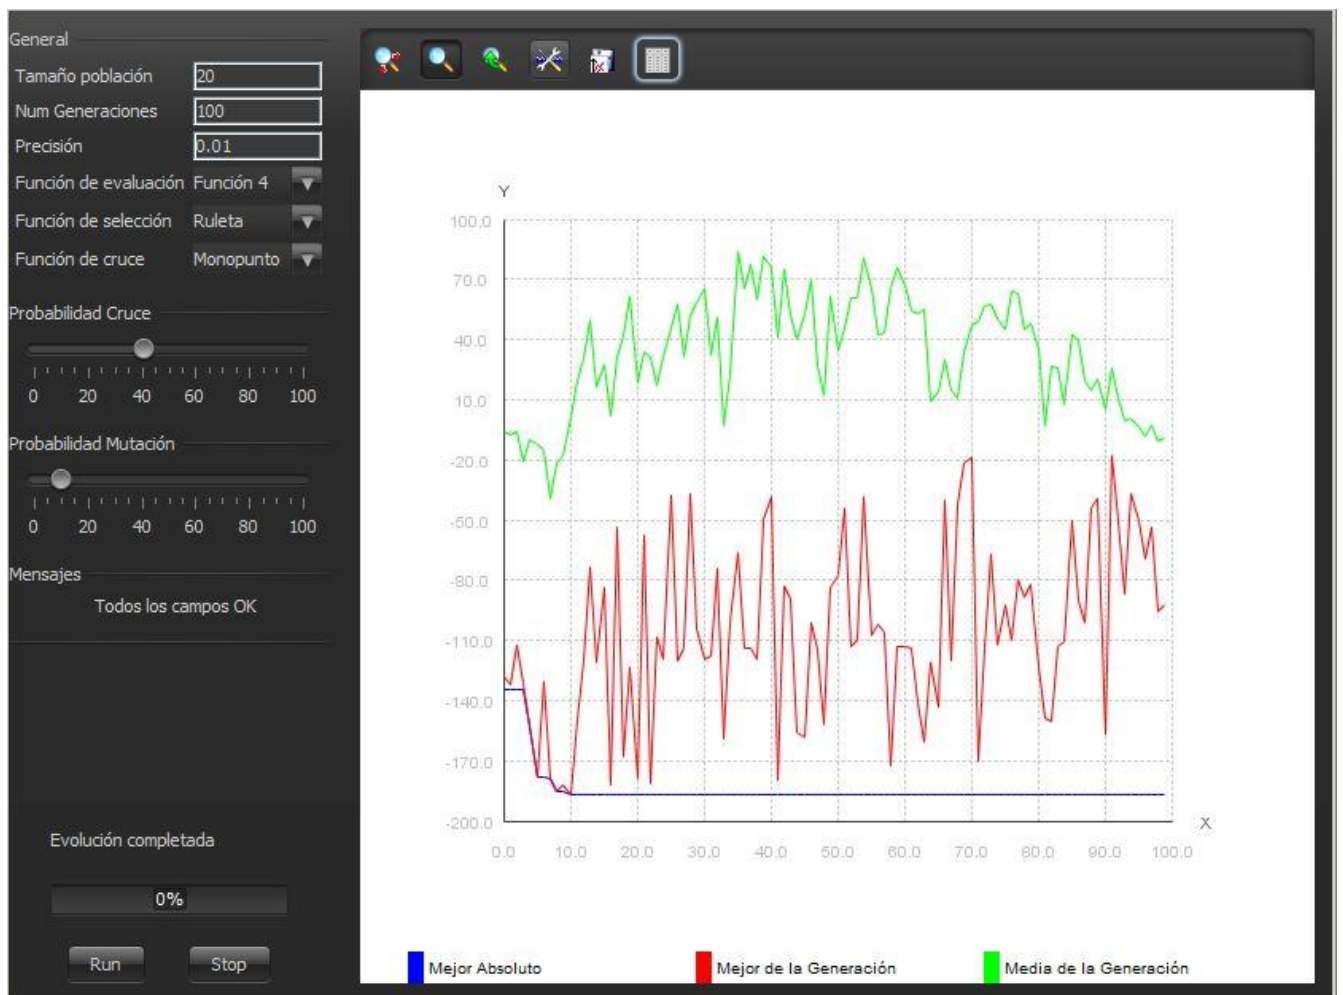 General
Tamaño población 20
Num Generaciones 100
Precisión 0.01
Función de evaluación Función 4
Función de selección Ruleta
Función de cruce Monopunto
Probabilidad Cruce
0 20 40 60 80 100
Probabilidad Mutación
0 20 40 60 80 100
Mensajes
Todos los campos OK
Evolución completada
0%
Run Stop
Y
100.0
70.0
40.0
10.0
-20.0
-50.0
-80.0
-110.0
-140.0
-170.0
-200.0
X
0.0 10.0 20.0 30.0 40.0 50.0 60.0 70.0 80.0 90.0 100.0
Mejor Absoluto Mejor de la Generación Media de la Generación